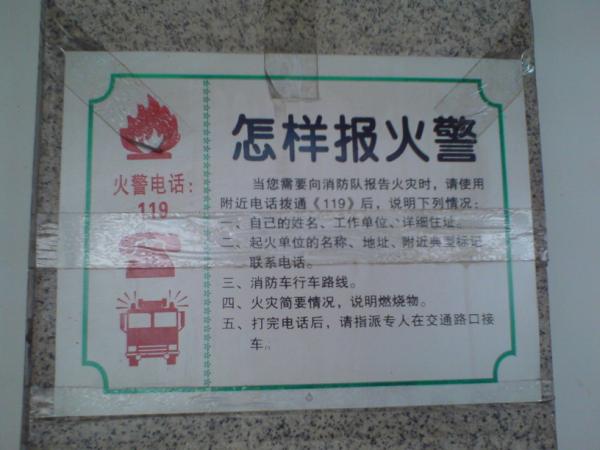 怎样报火警
火警电话：
119
当您需要向消防队报告火灾时，请使用
附近电话拨通《119》后，说明下列情况：
一、自己的姓名、工作单位、详细住址。
二、起火单位的名称、地址、附近典型标记
联系电话。
三、消防车行车路线。
四、火灾简要情况，说明燃烧物。
五、打完电话后，请指派专人在交通路口接
车。